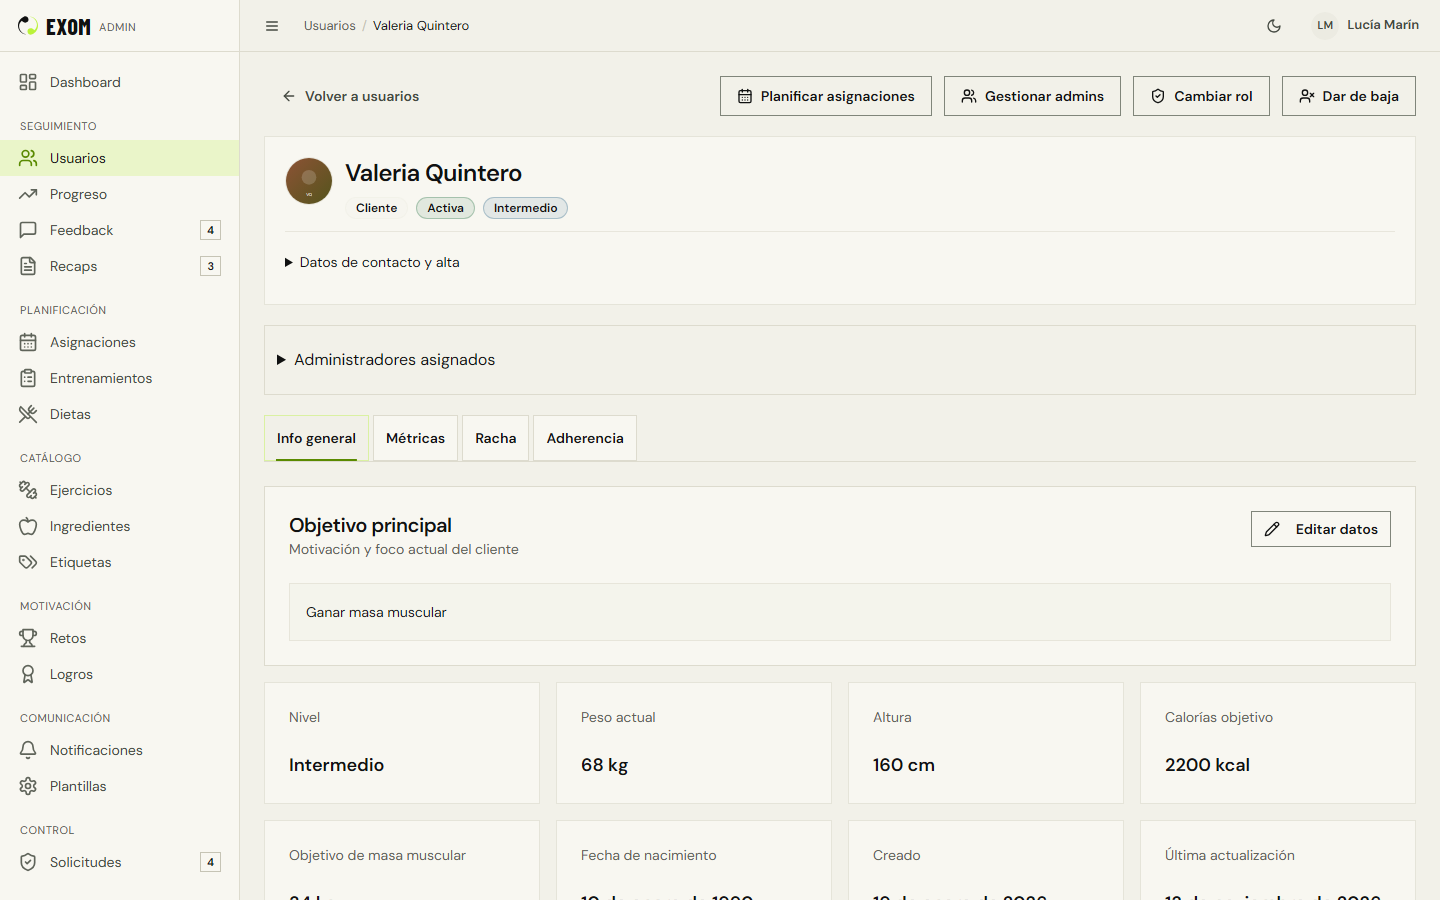 EXOM ADMIN
Usuarios / Valeria Quintero
LM Lucía Marín
Dashboard
SEGUIMIENTO
Usuarios
Progreso
Feedback 4
Recaps 3
PLANIFICACIÓN
Asignaciones
Entrenamientos
Dietas
CATÁLOGO
Ejercicios
Ingredientes
Etiquetas
MOTIVACIÓN
Retos
Logros
COMUNICACIÓN
Notificaciones
Plantillas
CONTROL
Solicitudes 4
Volver a usuarios
Planificar asignaciones
Gestionar admins
Cambiar rol
Dar de baja
Valeria Quintero
Cliente Activa Intermedio
Datos de contacto y alta
Administradores asignados
Info general Métricas Racha Adherencia
Objetivo principal
Motivación y foco actual del cliente
Editar datos
Ganar masa muscular
Nivel
Intermedio
Peso actual
68 kg
Altura
160 cm
Calorías objetivo
2200 kcal
Objetivo de masa muscular
Fecha de nacimiento
Creado
Última actualización